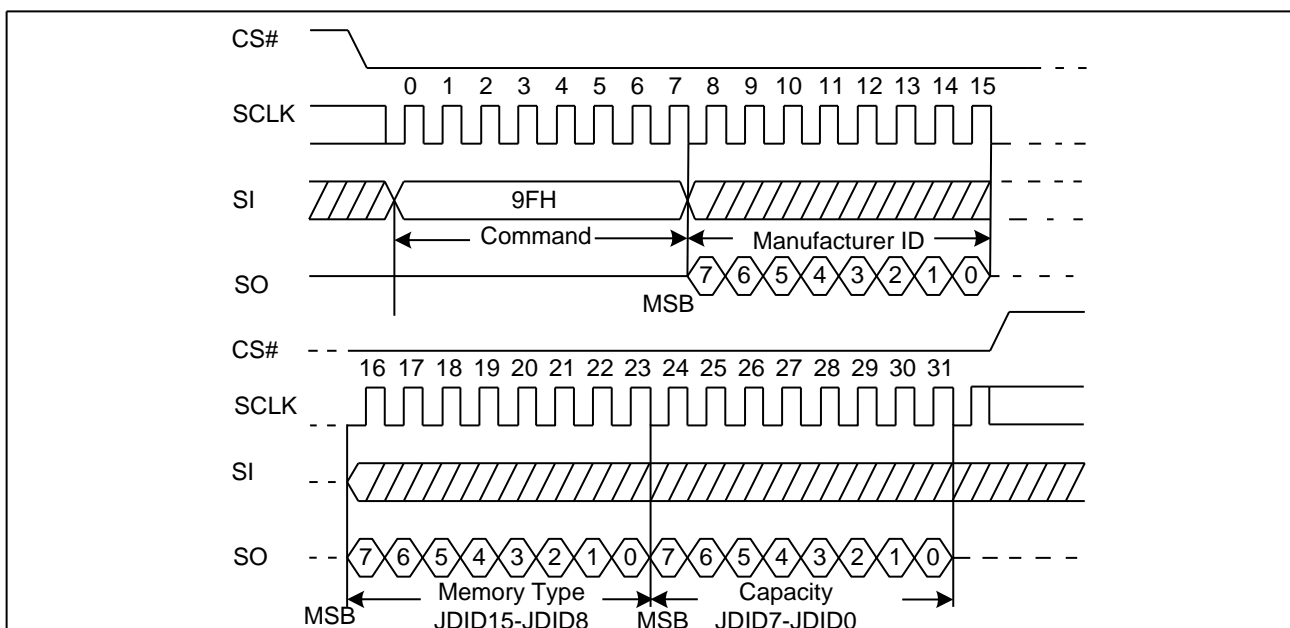 CS#
0 1 2 3 4 5 6 7 8 9 10 11 12 13 14 15
SCLK
SI 9FH
Command Manufacturer ID
SO 7 6 5 4 3 2 1 0
MSB
CS#
16 17 18 19 20 21 22 23 24 25 26 27 28 29 30 31
SCLK
SI
SO 7 6 5 4 3 2 1 0 7 6 5 4 3 2 1 0
Memory Type Capacity
MSB JDID15-JDID8 MSB JDID7-JDID0